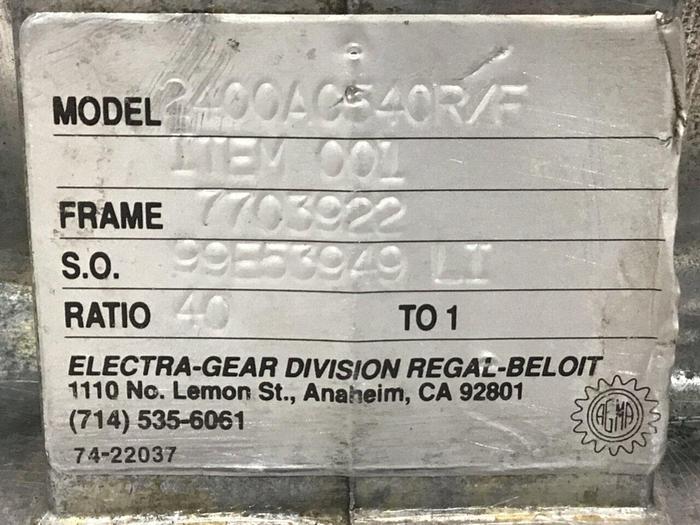 MODEL 2400AC540R/F
ITEM 001
FRAME 7703922
S.O. 99E53949 LI
RATIO 40 TO 1
ELECTRA-GEAR DIVISION REGAL-BELOIT
1110 No. Lemon St., Anaheim, CA 92801
(714) 535-6061
AGMA
74-22037